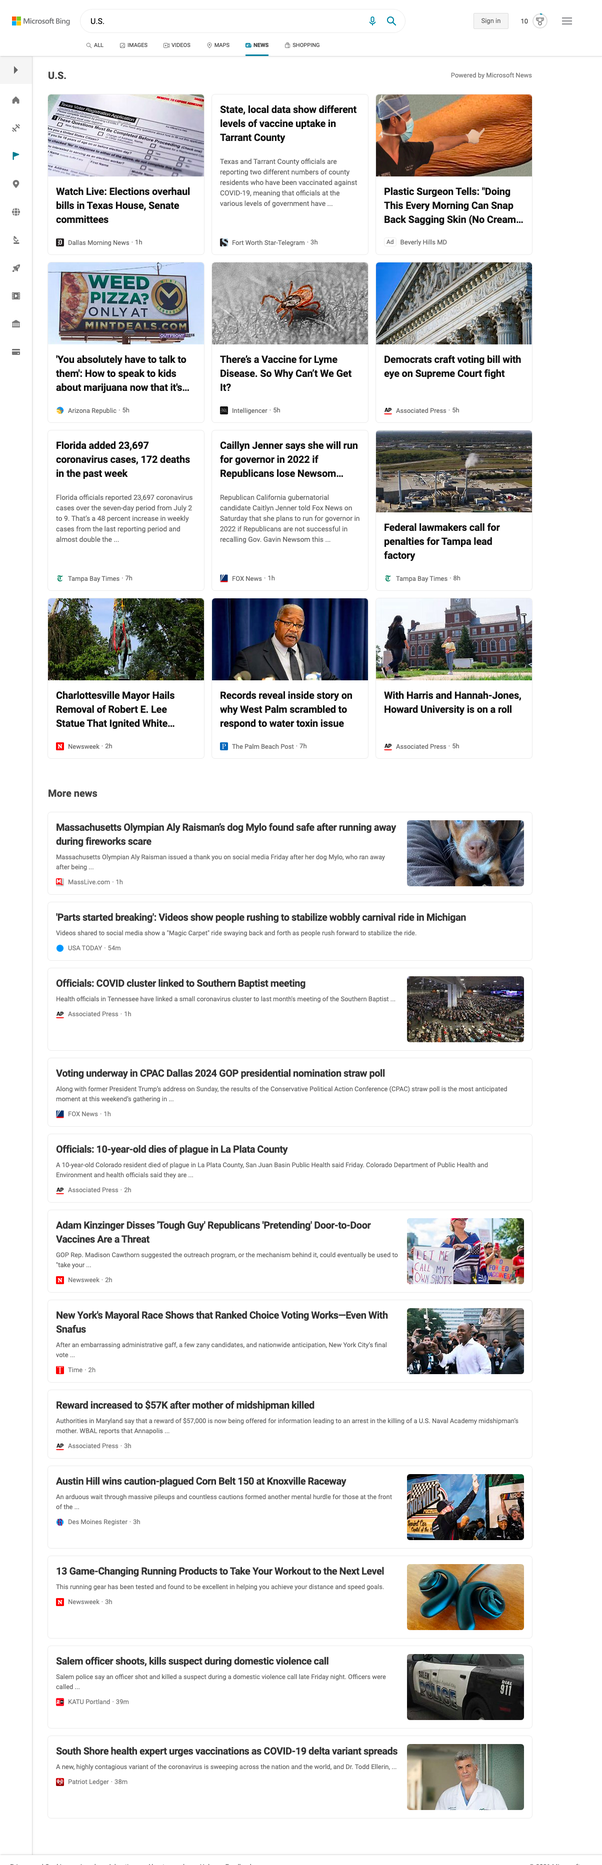 Microsoft Bing
U.S.
Sign in
10
ALL
IMAGES
VIDEOS
MAPS
NEWS
SHOPPING
U.S.
Powered by Microsoft News
Watch Live: Elections overhaul
bills in Texas House, Senate
committees
Dallas Morning News · 1h
State, local data show different
levels of vaccine uptake in
Tarrant County
Texas and Tarrant County officials are
reporting two different numbers of county
residents who have been vaccinated against
COVID-19, meaning that officials at the
various levels of government have ...
Fort Worth Star-Telegram · 3h
Plastic Surgeon Tells: "Doing
This Every Morning Can Snap
Back Sagging Skin (No Cream...
Ad Beverly Hills MD
WEED
PIZZA?
ONLY AT
MINTDEALS.COM
'You absolutely have to talk to
them': How to speak to kids
about marijuana now that it's...
Arizona Republic · 5h
There's a Vaccine for Lyme
Disease. So Why Can't We Get
It?
Intelligencer · 5h
Democrats craft voting bill with
eye on Supreme Court fight
AP Associated Press · 5h
Florida added 23,697
coronavirus cases, 172 deaths
in the past week
Florida officials reported 23,697 coronavirus
cases over the seven-day period from July 2
to 9. That's a 48 percent increase in weekly
cases from the last reporting period and
almost double the ...
Tampa Bay Times · 7h
Caillyn Jenner says she will run
for governor in 2022 if
Republicans lose Newsom...
Republican California gubernatorial
candidate Caitlyn Jenner told Fox News on
Saturday that she plans to run for governor in
2022 if Republicans are not successful in
recalling Gov. Gavin Newsom this ...
FOX News · 1h
Federal lawmakers call for
penalties for Tampa lead
factory
Tampa Bay Times · 8h
Charlottesville Mayor Hails
Removal of Robert E. Lee
Statue That Ignited White...
Newsweek · 2h
Records reveal inside story on
why West Palm scrambled to
respond to water toxin issue
The Palm Beach Post · 7h
With Harris and Hannah-Jones,
Howard University is on a roll
AP Associated Press · 5h
More news
Massachusetts Olympian Aly Raisman's dog Mylo found safe after running away
during fireworks scare
Massachusetts Olympian Aly Raisman issued a thank you on social media Friday after her dog Mylo, who ran away
after being ...
MassLive.com · 1h
'Parts started breaking': Videos show people rushing to stabilize wobbly carnival ride in Michigan
Videos shared to social media show a "Magic Carpet" ride swaying back and forth as people rush forward to stabilize the ride.
USA TODAY · 54m
Officials: COVID cluster linked to Southern Baptist meeting
Health officials in Tennessee have linked a small coronavirus cluster to last month's meeting of the Southern Baptist ...
AP Associated Press · 1h
Voting underway in CPAC Dallas 2024 GOP presidential nomination straw poll
Along with former President Trump's address on Sunday, the results of the Conservative Political Action Conference (CPAC) straw poll is the most anticipated
moment at this weekend's gathering in ...
FOX News · 1h
Officials: 10-year-old dies of plague in La Plata County
A 10-year-old Colorado resident died of plague in La Plata County, San Juan Basin Public Health said Friday. Colorado Department of Public Health and
Environment and health officials said they are ...
AP Associated Press · 2h
Adam Kinzinger Disses 'Tough Guy' Republicans 'Pretending' Door-to-Door
Vaccines Are a Threat
GOP Rep. Madison Cawthorn suggested the outreach program, or the mechanism behind it, could eventually be used to
"take your ...
Newsweek · 2h
LET ME
CALL MY
OWN SHOTS
New York's Mayoral Race Shows that Ranked Choice Voting Works—Even With
Snafus
After an embarrassing administrative gaff, a few zany candidates, and nationwide anticipation, New York City's final
vote ...
Time · 2h
Reward increased to $57K after mother of midshipman killed
Authorities in Maryland say that a reward of $57,000 is now being offered for information leading to an arrest in the killing of a U.S. Naval Academy midshipman's
mother. WBAL reports that Annapolis ...
AP Associated Press · 3h
Austin Hill wins caution-plagued Corn Belt 150 at Knoxville Raceway
An arduous wait through massive pileups and countless cautions formed another mental hurdle for those at the front
of the ...
Des Moines Register · 3h
13 Game-Changing Running Products to Take Your Workout to the Next Level
This running gear has been tested and found to be excellent in helping you achieve your distance and speed goals.
Newsweek · 3h
Salem officer shoots, kills suspect during domestic violence call
Salem police say an officer shot and killed a suspect during a domestic violence call late Friday night. Officers were
called ...
KATU Portland · 39m
POLICE
911
South Shore health expert urges vaccinations as COVID-19 delta variant spreads
A new, highly contagious variant of the coronavirus is sweeping across the nation and the world, and Dr. Todd Ellerin, ...
Patriot Ledger · 38m